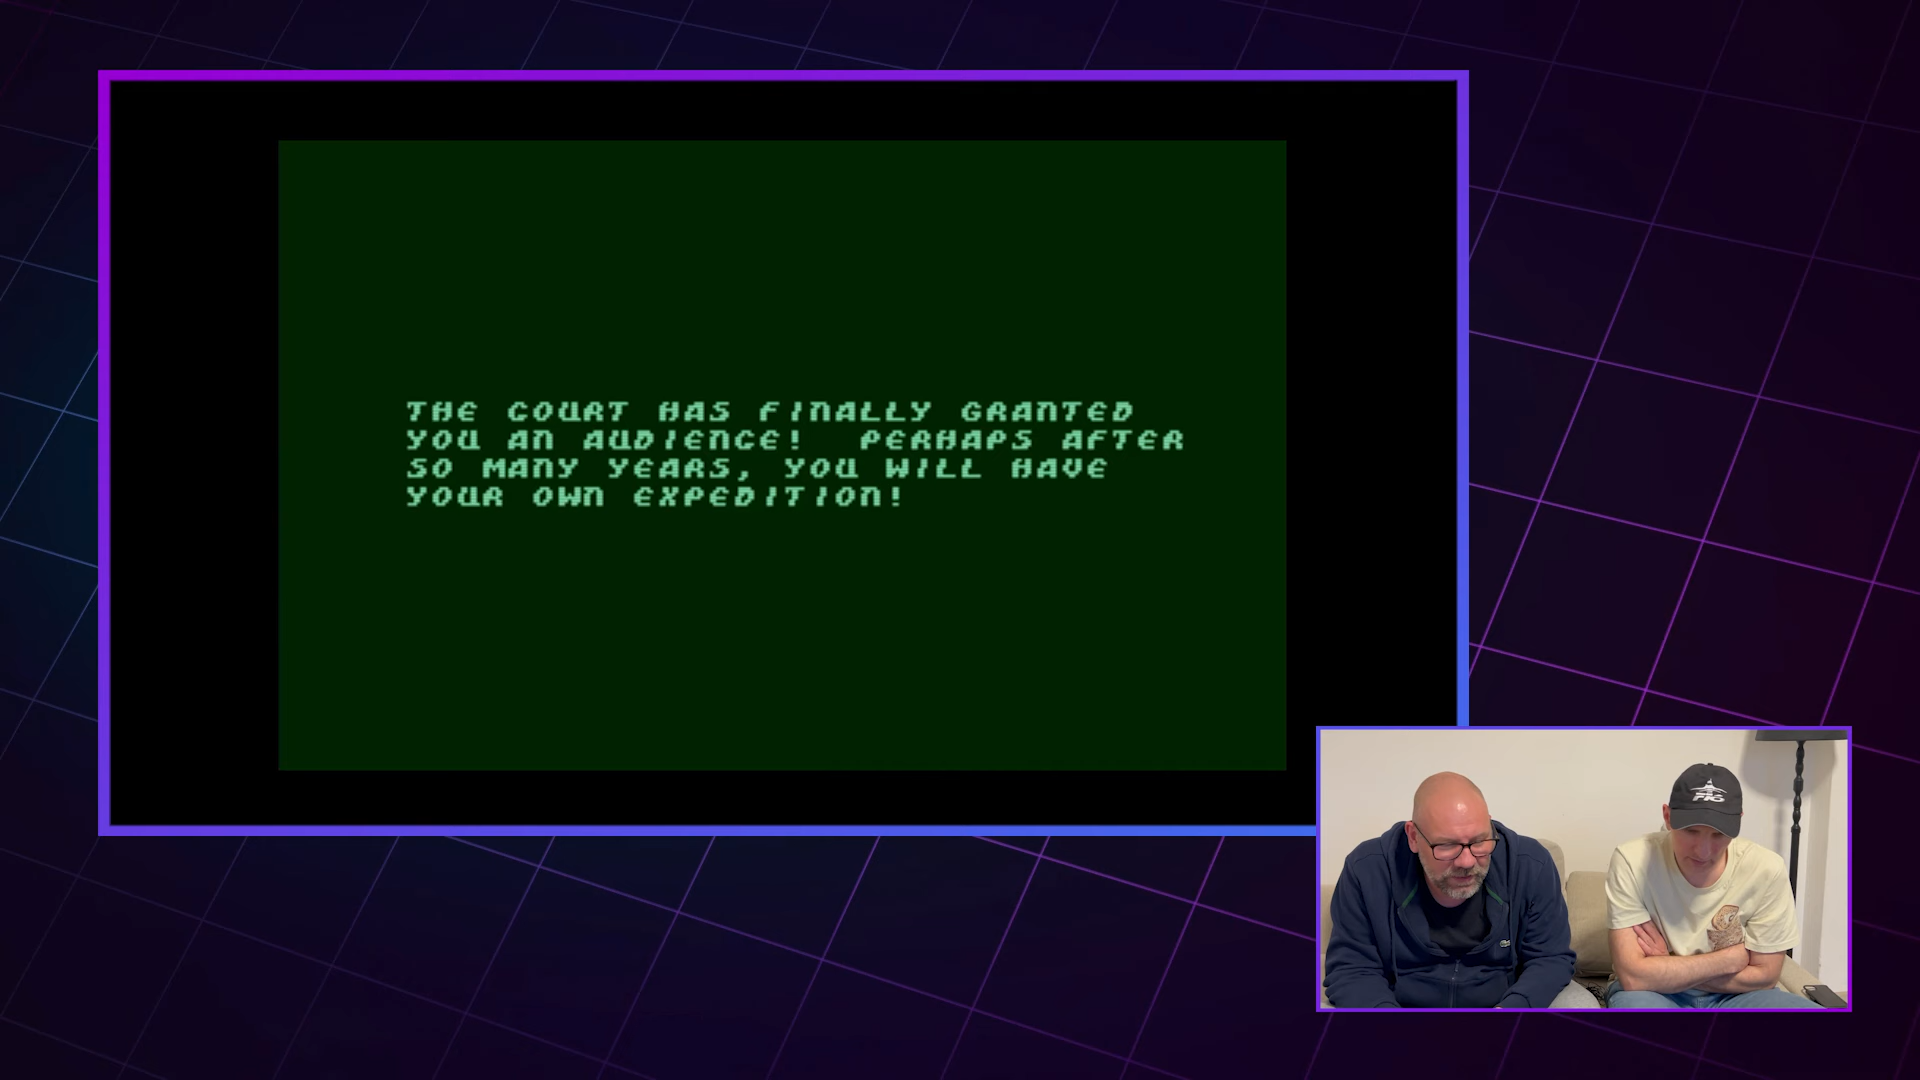 THE COURT HAS FINALLY GRANTED
YOU AN AUDIENCE!  PERHAPS AFTER
SO MANY YEARS, YOU WILL HAVE
YOUR OWN EXPEDITION!